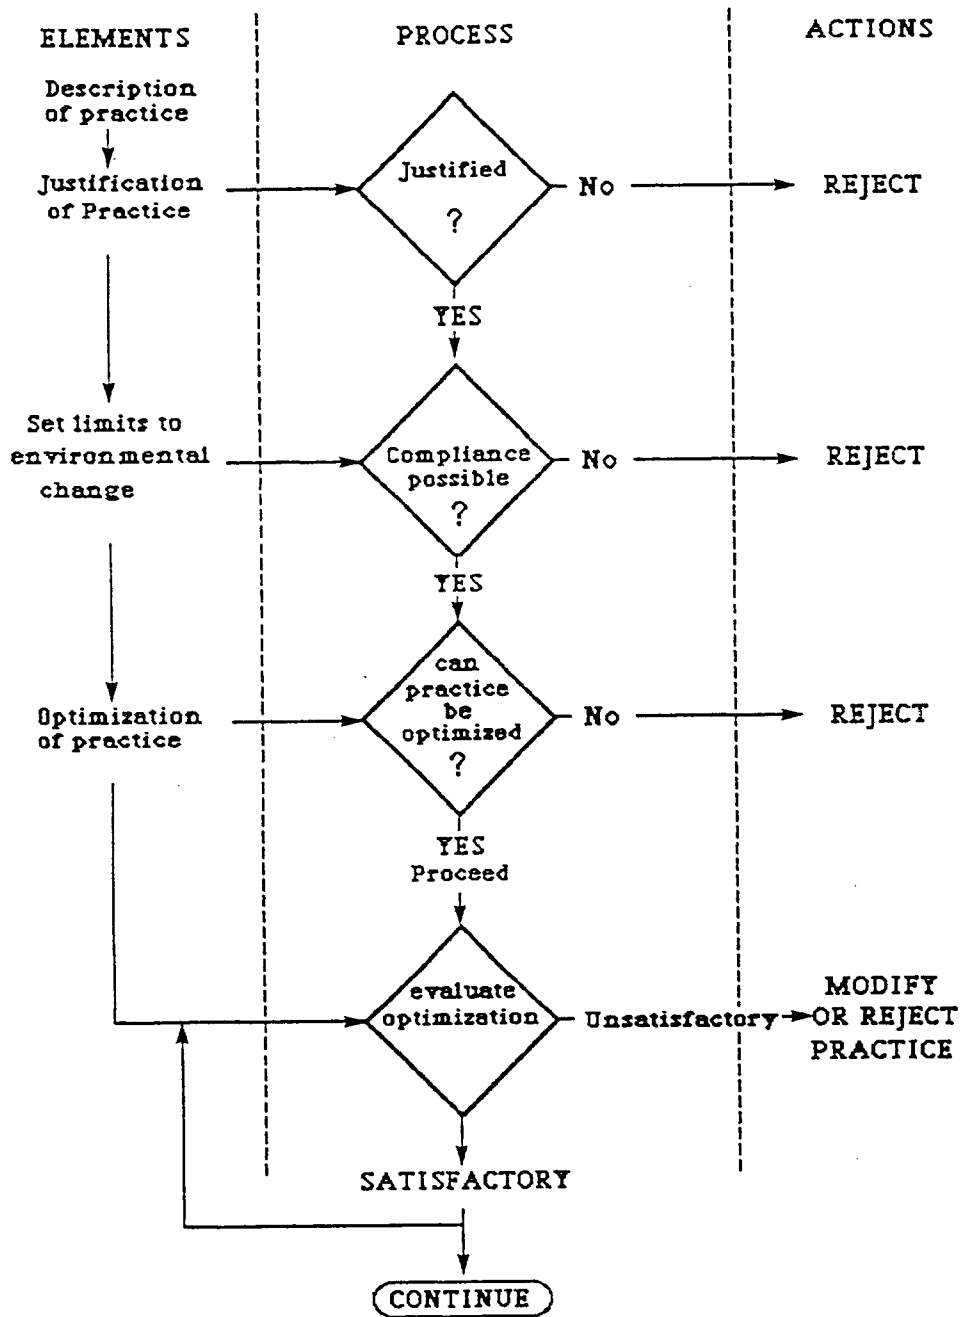 ELEMENTS
PROCESS
ACTIONS
Description
of practice
Justification
of Practice
Justified
?
No
REJECT
YES
Set limits to
environmental
change
Compliance
possible
?
No
REJECT
YES
Optimization
of practice
can
practice
be
optimized
?
No
REJECT
YES
Proceed
evaluate
optimization
Unsatisfactory
MODIFY
OR REJECT
PRACTICE
SATISFACTORY
CONTINUE